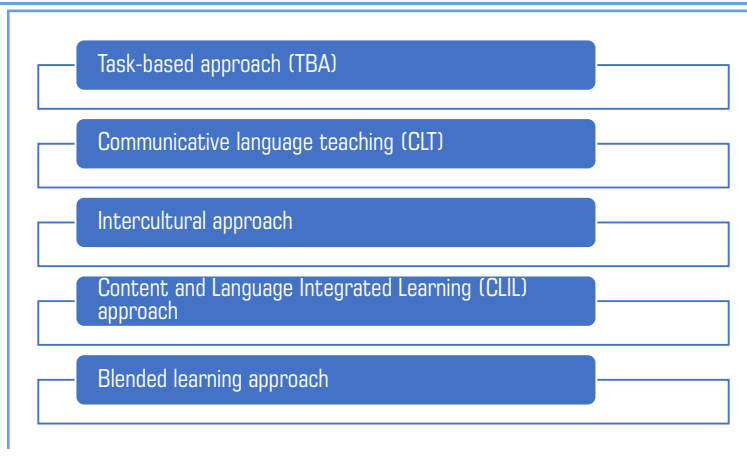 Task-based approach (TBA)
Communicative language teaching (CLT)
Intercultural approach
Content and Language Integrated Learning (CLIL)
approach
Blended learning approach